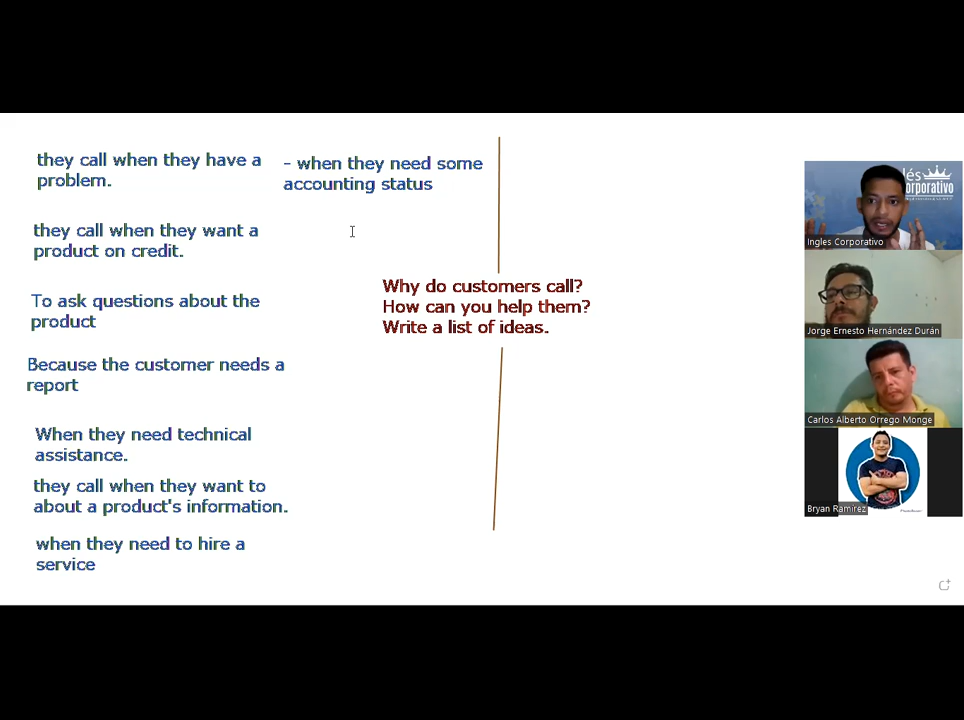 they call when they have a
problem.
they call when they want a
product on credit.
To ask questions about the
product
Because the customer needs a
report
When they need technical
assistance.
they call when they want to
about a product's information.
when they need to hire a
service
- when they need some
accounting status
Why do customers call?
How can you help them?
Write a list of ideas.
lés
orporativo
Ingles Corporativo
Jorge Ernesto Hernández Durán
Carlos Alberto Orrego Monge
Bryan Ramirez